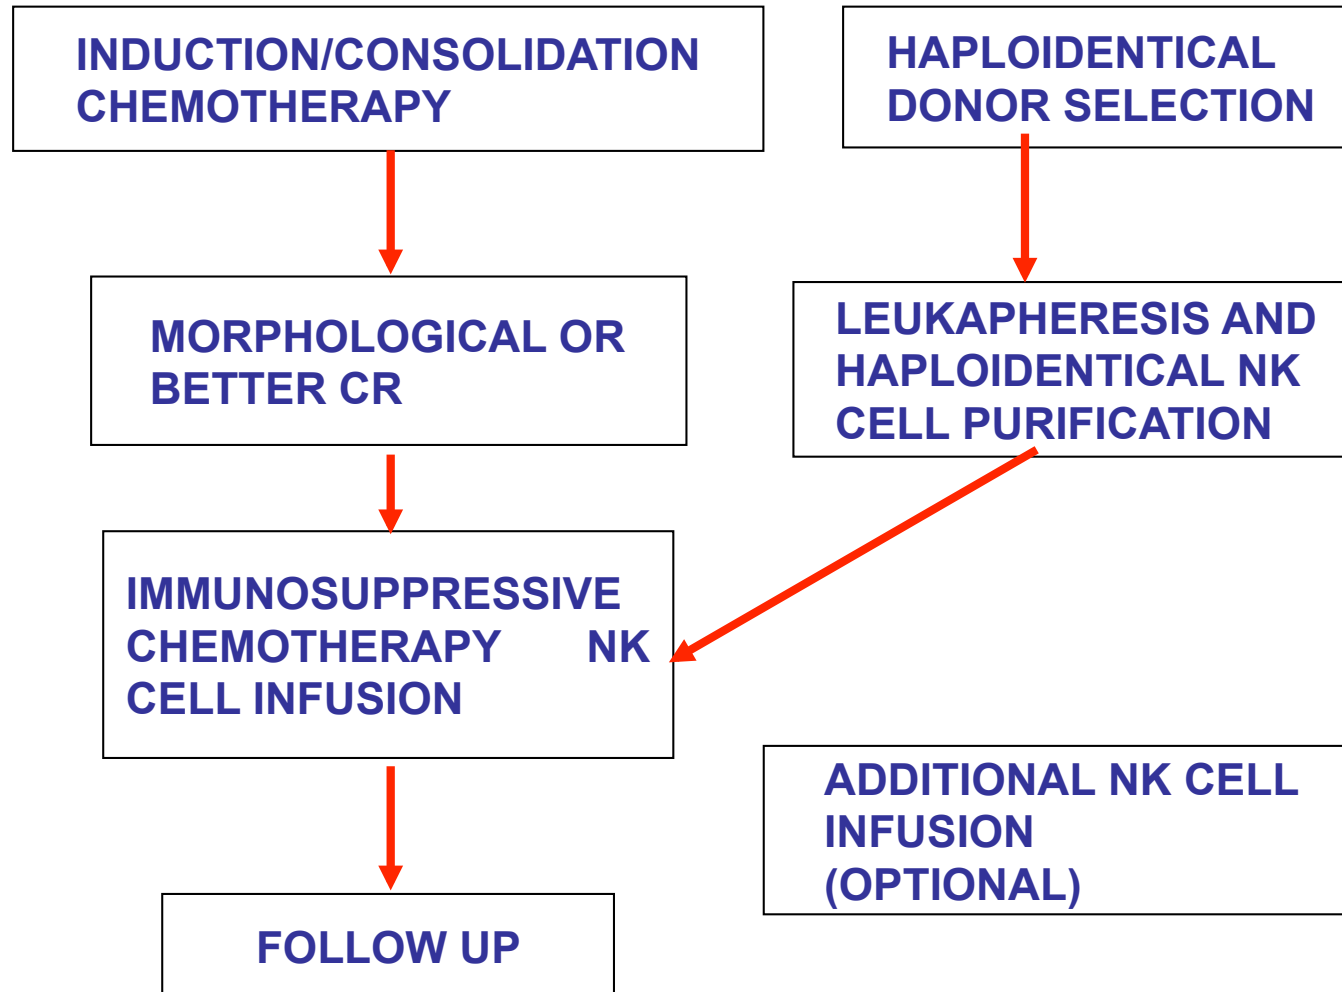 INDUCTION/CONSOLIDATION
CHEMOTHERAPY
HAPLOIDENTICAL
DONOR SELECTION
MORPHOLOGICAL OR
BETTER CR
LEUKAPHERESIS AND
HAPLOIDENTICAL NK
CELL PURIFICATION
IMMUNOSUPPRESSIVE
CHEMOTHERAPY NK
CELL INFUSION
ADDITIONAL NK CELL
INFUSION
(OPTIONAL)
FOLLOW UP